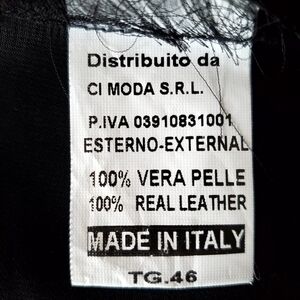 Distribuito da
CI MODA S.R.L.
P.IVA 03910831001
ESTERNO-EXTERNAL
100% VERA PELLE
100% REAL LEATHER
MADE IN ITALY
TG.46